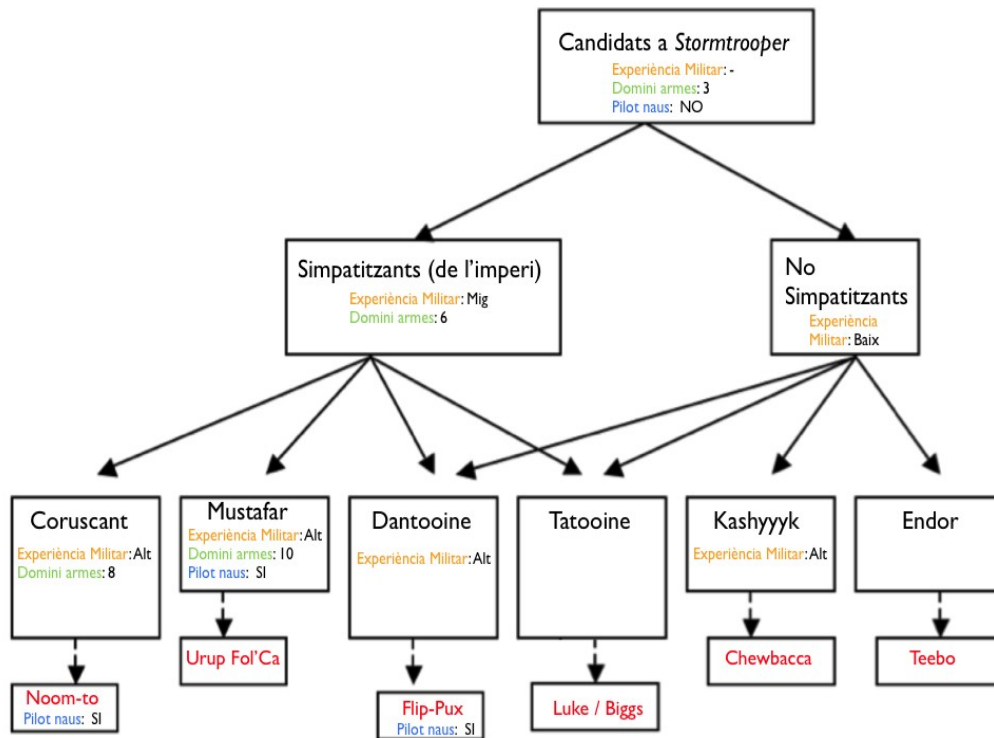 Candidats a Stormtrooper
Experiència Militar: -
Domini armes: 3
Pilot naus: NO
Simpatitzants (de l'imperi)
Experiència Militar: Mig
Domini armes: 6
No
Simpatitzants
Experiència
Militar: Baix
Coruscant
Experiència Militar: Alt
Domini armes: 8
Mustafar
Experiència Militar: Alt
Domini armes: 10
Pilot naus: SI
Dantooine
Experiència Militar: Alt
Tatooine
Kashyyyk
Experiència Militar: Alt
Endor
Noom-to
Pilot naus: SI
Urup Fol'Ca
Flip-Pux
Pilot naus: SI
Luke / Biggs
Chewbacca
Teebo